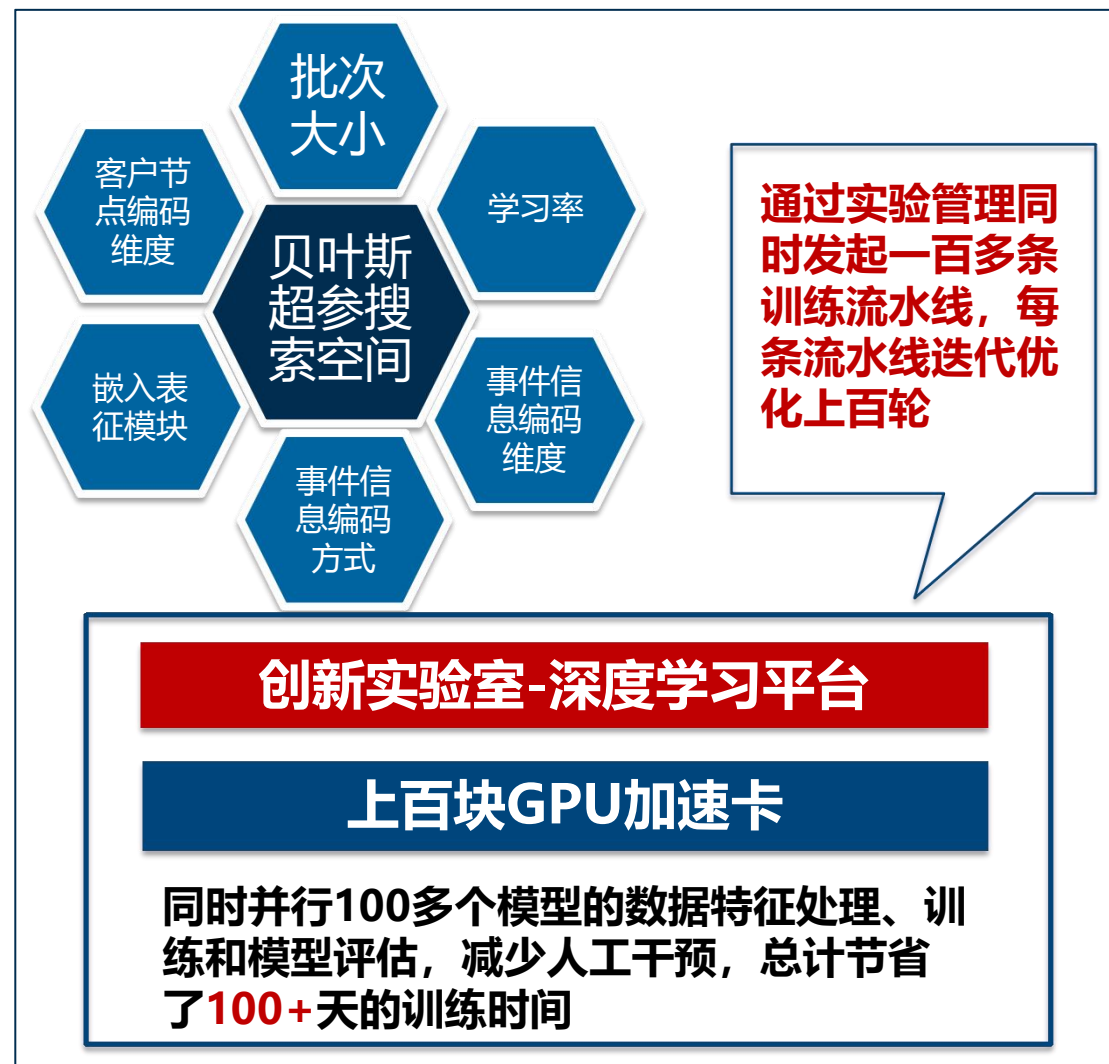 批次
大小
客户节
点编码
维度
学习率
贝叶斯
超参搜
索空间
嵌入表
征模块
事件信
息编码
维度
事件信
息编码
方式
通过实验管理同
时发起一百多条
训练流水线，每
条流水线迭代优
化上百轮
创新实验室-深度学习平台
上百块GPU加速卡
同时并行100多个模型的数据特征处理、训
练和模型评估，减少人工干预，总计节省
了100+天的训练时间